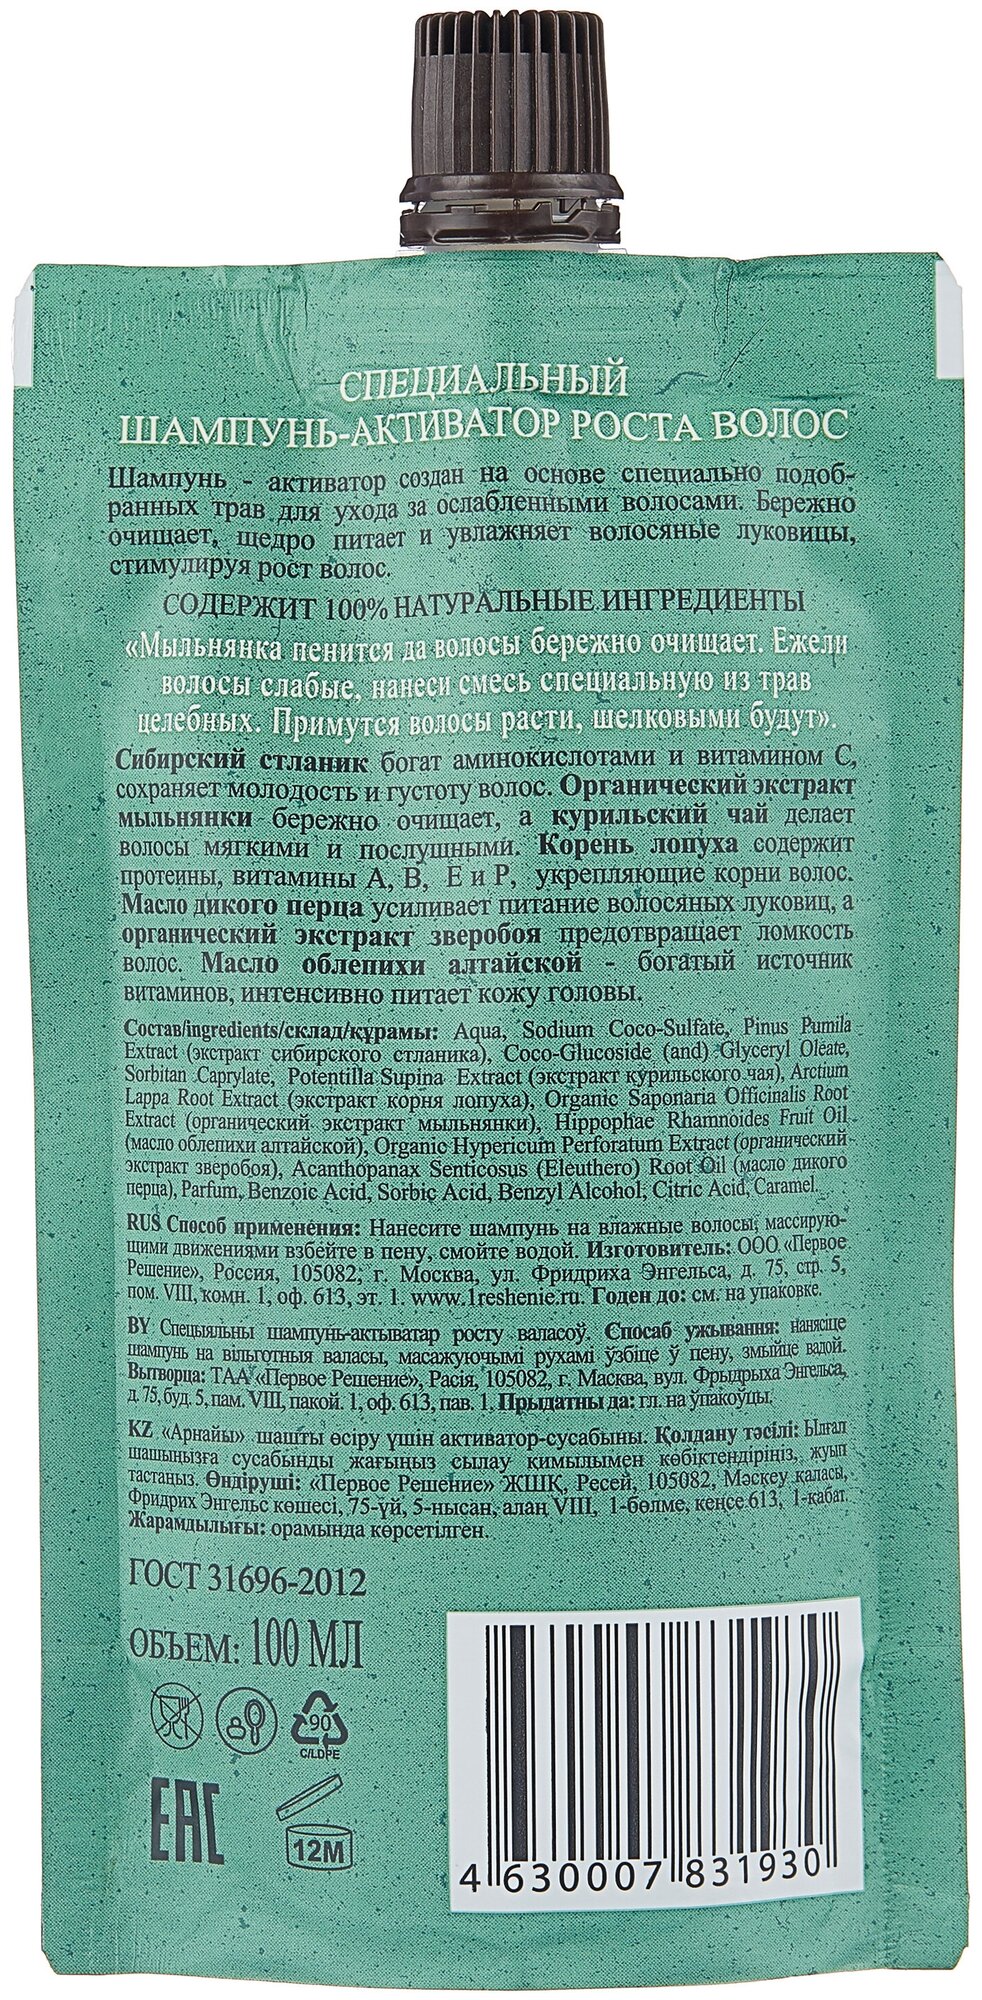 СПЕЦИАЛЬНЫЙ
ШАМПУНЬ-АКТИВАТОР РОСТА ВОЛОС
Шампунь - активатор создан на основе специально подоб-
ранных трав для ухода за ослабленными волосами. Бережно
очищает, щедро питает и увлажняет волосяные луковицы,
стимулируя рост волос.
СОДЕРЖИТ 100% НАТУРАЛЬНЫЕ ИНГРЕДИЕНТЫ
«Мыльнянка пенится да волосы бережно очищает. Ежели
волосы слабые, нанеси смесь специальную из трав
целебных. Примутся волосы расти, шелковыми будут».
Сибирский стланик богат аминокислотами и витамином С,
сохраняет молодость и густоту волос. Органический экстракт
мыльнянки бережно очищает, а курильский чай делает
волосы мягкими и послушными. Корень лопуха содержит
протеины, витамины А, В, Е и Р, укрепляющие корни волос.
Масло дикого перца усиливает питание волосяных луковиц, а
органический экстракт зверобоя предотвращает ломкость
волос. Масло облепихи алтайской - богатый источник
витаминов, интенсивно питает кожу головы.
Состав/ingredients/склад/құрамы: Aqua, Sodium Coco-Sulfate, Pinus Pumila
Extract (экстракт сибирского стланика), Coco-Glucoside (and) Glyceryl Oleate,
Sorbitan Caprylate, Potentilla Supina Extract (экстракт курильского чая), Arctium
Lappa Root Extract (экстракт корня лопуха), Organic Saponaria Officinalis Root
Extract (органический экстракт мыльнянки), Hippophae Rhamnoides Fruit Oil
(масло облепихи алтайской), Organic Hypericum Perforatum Extract (органический
экстракт зверобоя), Acanthopanax Senticosus (Eleuthero) Root Oil (масло дикого
перца), Parfum, Benzoic Acid, Sorbic Acid, Benzyl Alcohol, Citric Acid, Caramel.
RUS Способ применения: Нанесите шампунь на влажные волосы, массирую-
щими движениями взбейте в пену, смойте водой. Изготовитель: ООО «Первое
Решение», Россия, 105082, г. Москва, ул. Фридриха Энгельса, д. 75, стр. 5,
пом. VIII, комн. 1, оф. 613, эт. 1. www.1reshenie.ru. Годен до: см. на упаковке.
BY Спецыяльны шампунь-актыватар росту валасоў. Спосаб ужывання: нанясіце
шампунь на вільготныя валасы, масажуючымі рухамі ўзбіце ў пену, змыйце вадой.
Вытворца: ТАА «Первое Решение», Расія, 105082, г. Масква, вул. Фрыдрыха Энгельса,
д. 75, буд. 5, пам. VIII, пакой. 1, оф. 613, пав. 1. Прыдатны да: гл. на ўпакоўцы.
KZ «Арнайы» шашты өсіру үшін активатор-сусабыны. Қолдану тәсілі: Ылғал
шашыңызға сусабынды жағыңыз сылау кимылымен көбіктендіріңіз, жуып
тастаңыз. Өндіруші: «Первое Решение» ЖШҚ, Ресей, 105082, Мәскеу қаласы,
Фридрих Энгельс көшесі, 75-үй, 5-нысан, алаң VIII, 1-бөлме, кеңсе 613, 1-қабат.
Жарамдылығы: орамында көрсетілген.
ГОСТ 31696-2012
ОБЪЕМ: 100 МЛ
90
C/LDPE
EAC
12M
4 630007 831930